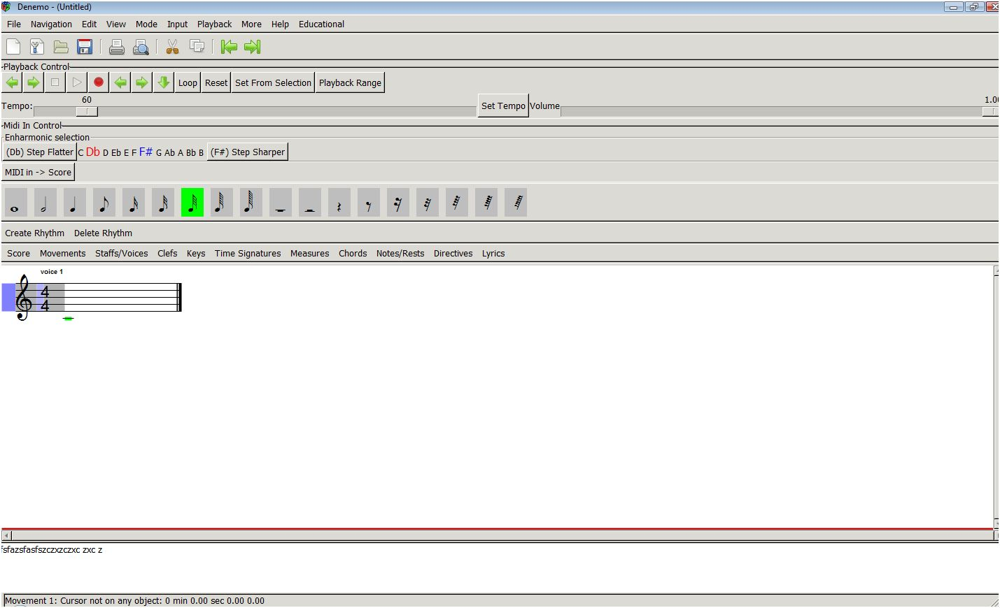 Denemo - (Untitled)
File Navigation Edit View Mode Input Playback More Help Educational
Playback Control
Loop Reset Set From Selection Playback Range
60 1.00
Tempo: Set Tempo Volume
Midi In Control
Enharmonic selection
(Db) Step Flatter C Db D Eb E F F# G Ab A Bb B (F#) Step Sharper
MIDI in -> Score
Create Rhythm Delete Rhythm
Score Movements Staffs/Voices Clefs Keys Time Signatures Measures Chords Notes/Rests Directives Lyrics
voice 1
4
4
fsfazsfasfszczxzczxc zxc z
Movement 1: Cursor not on any object: 0 min 0.00 sec 0.00 0.00